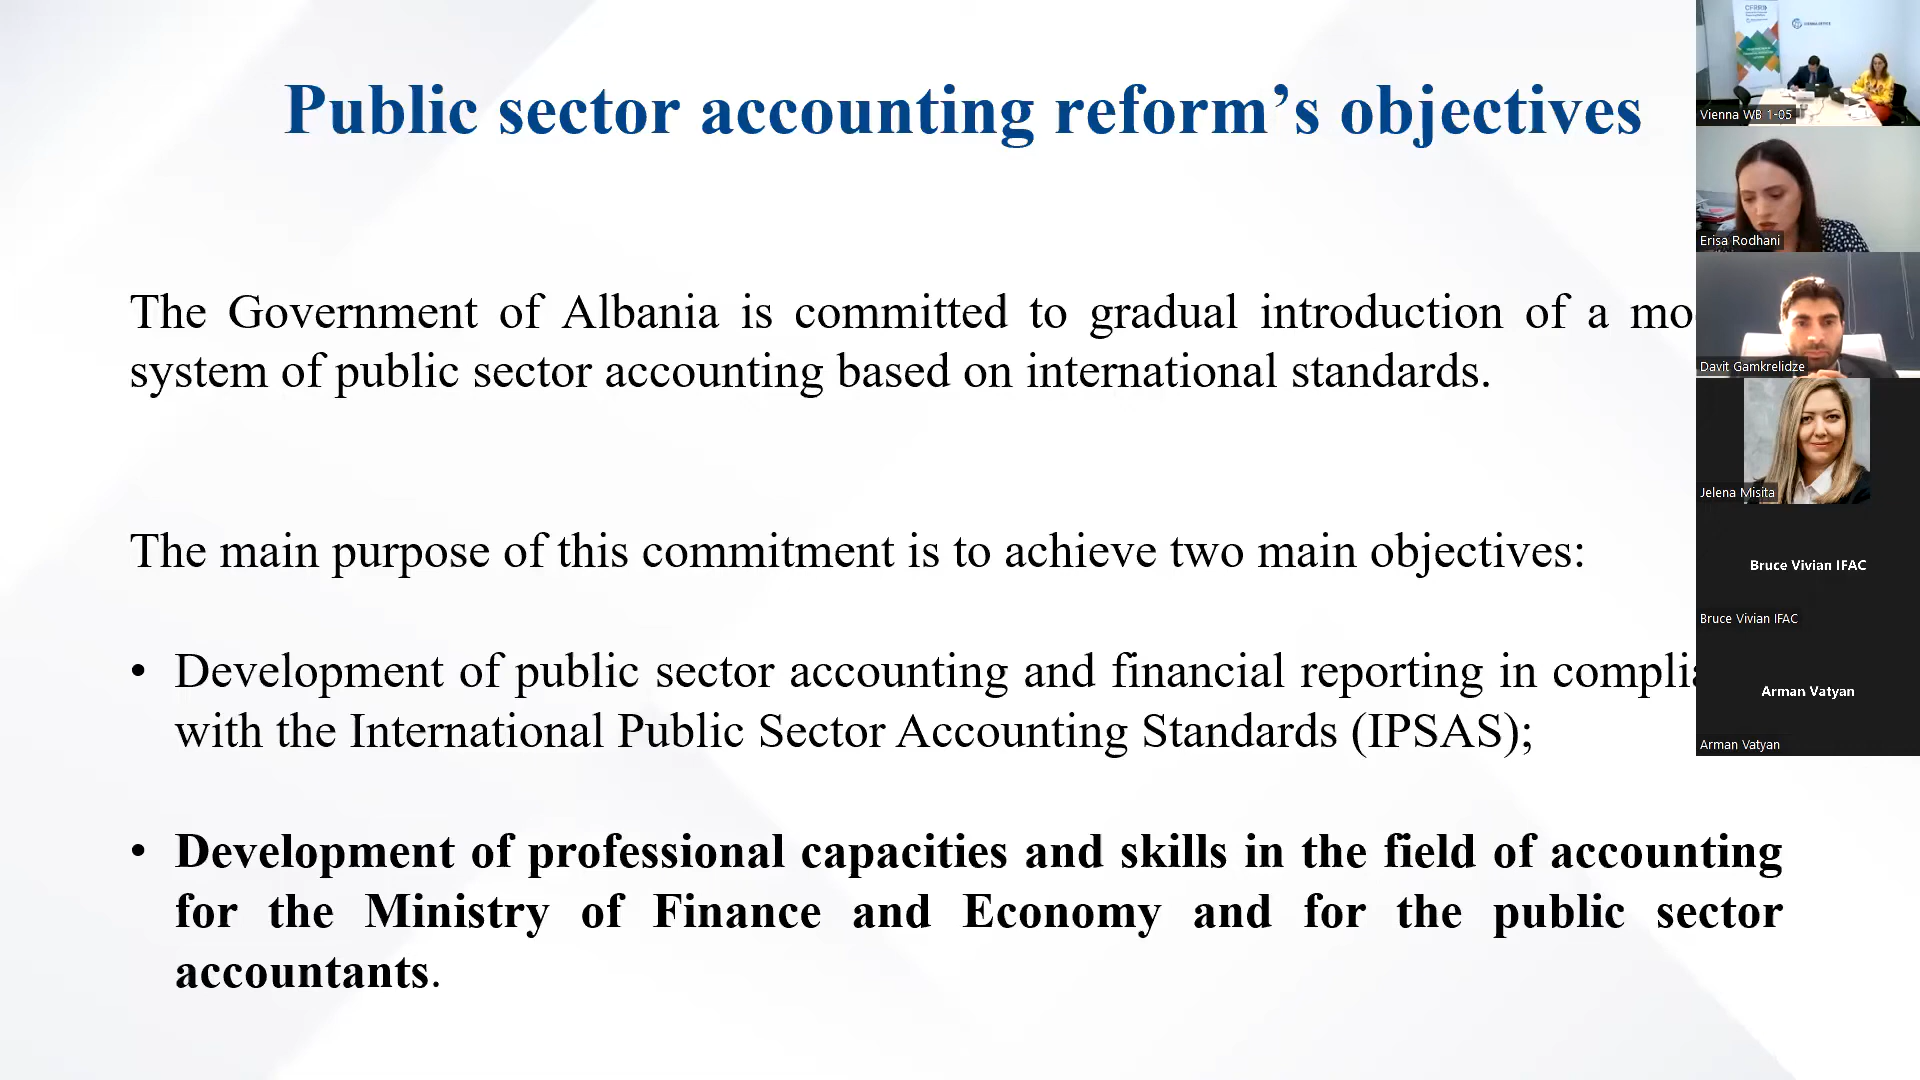 Public sector accounting reform’s objectives
The Government of Albania is committed to gradual introduction of a
system of public sector accounting based on international standards.
The main purpose of this commitment is to achieve two main objectives:
• Development of public sector accounting and financial reporting in
with the International Public Sector Accounting Standards (IPSAS);
• Development of professional capacities and skills in the field of accounting
for the Ministry of Finance and Economy and for the public sector
accountants.
CFRR
Vienna WB 1-05
Erisa Rodhani
Davit Gamkrelidze
Jelena Misita
Bruce Vivian IFAC
Bruce Vivian IFAC
Arman Vatyan
Arman Vatyan